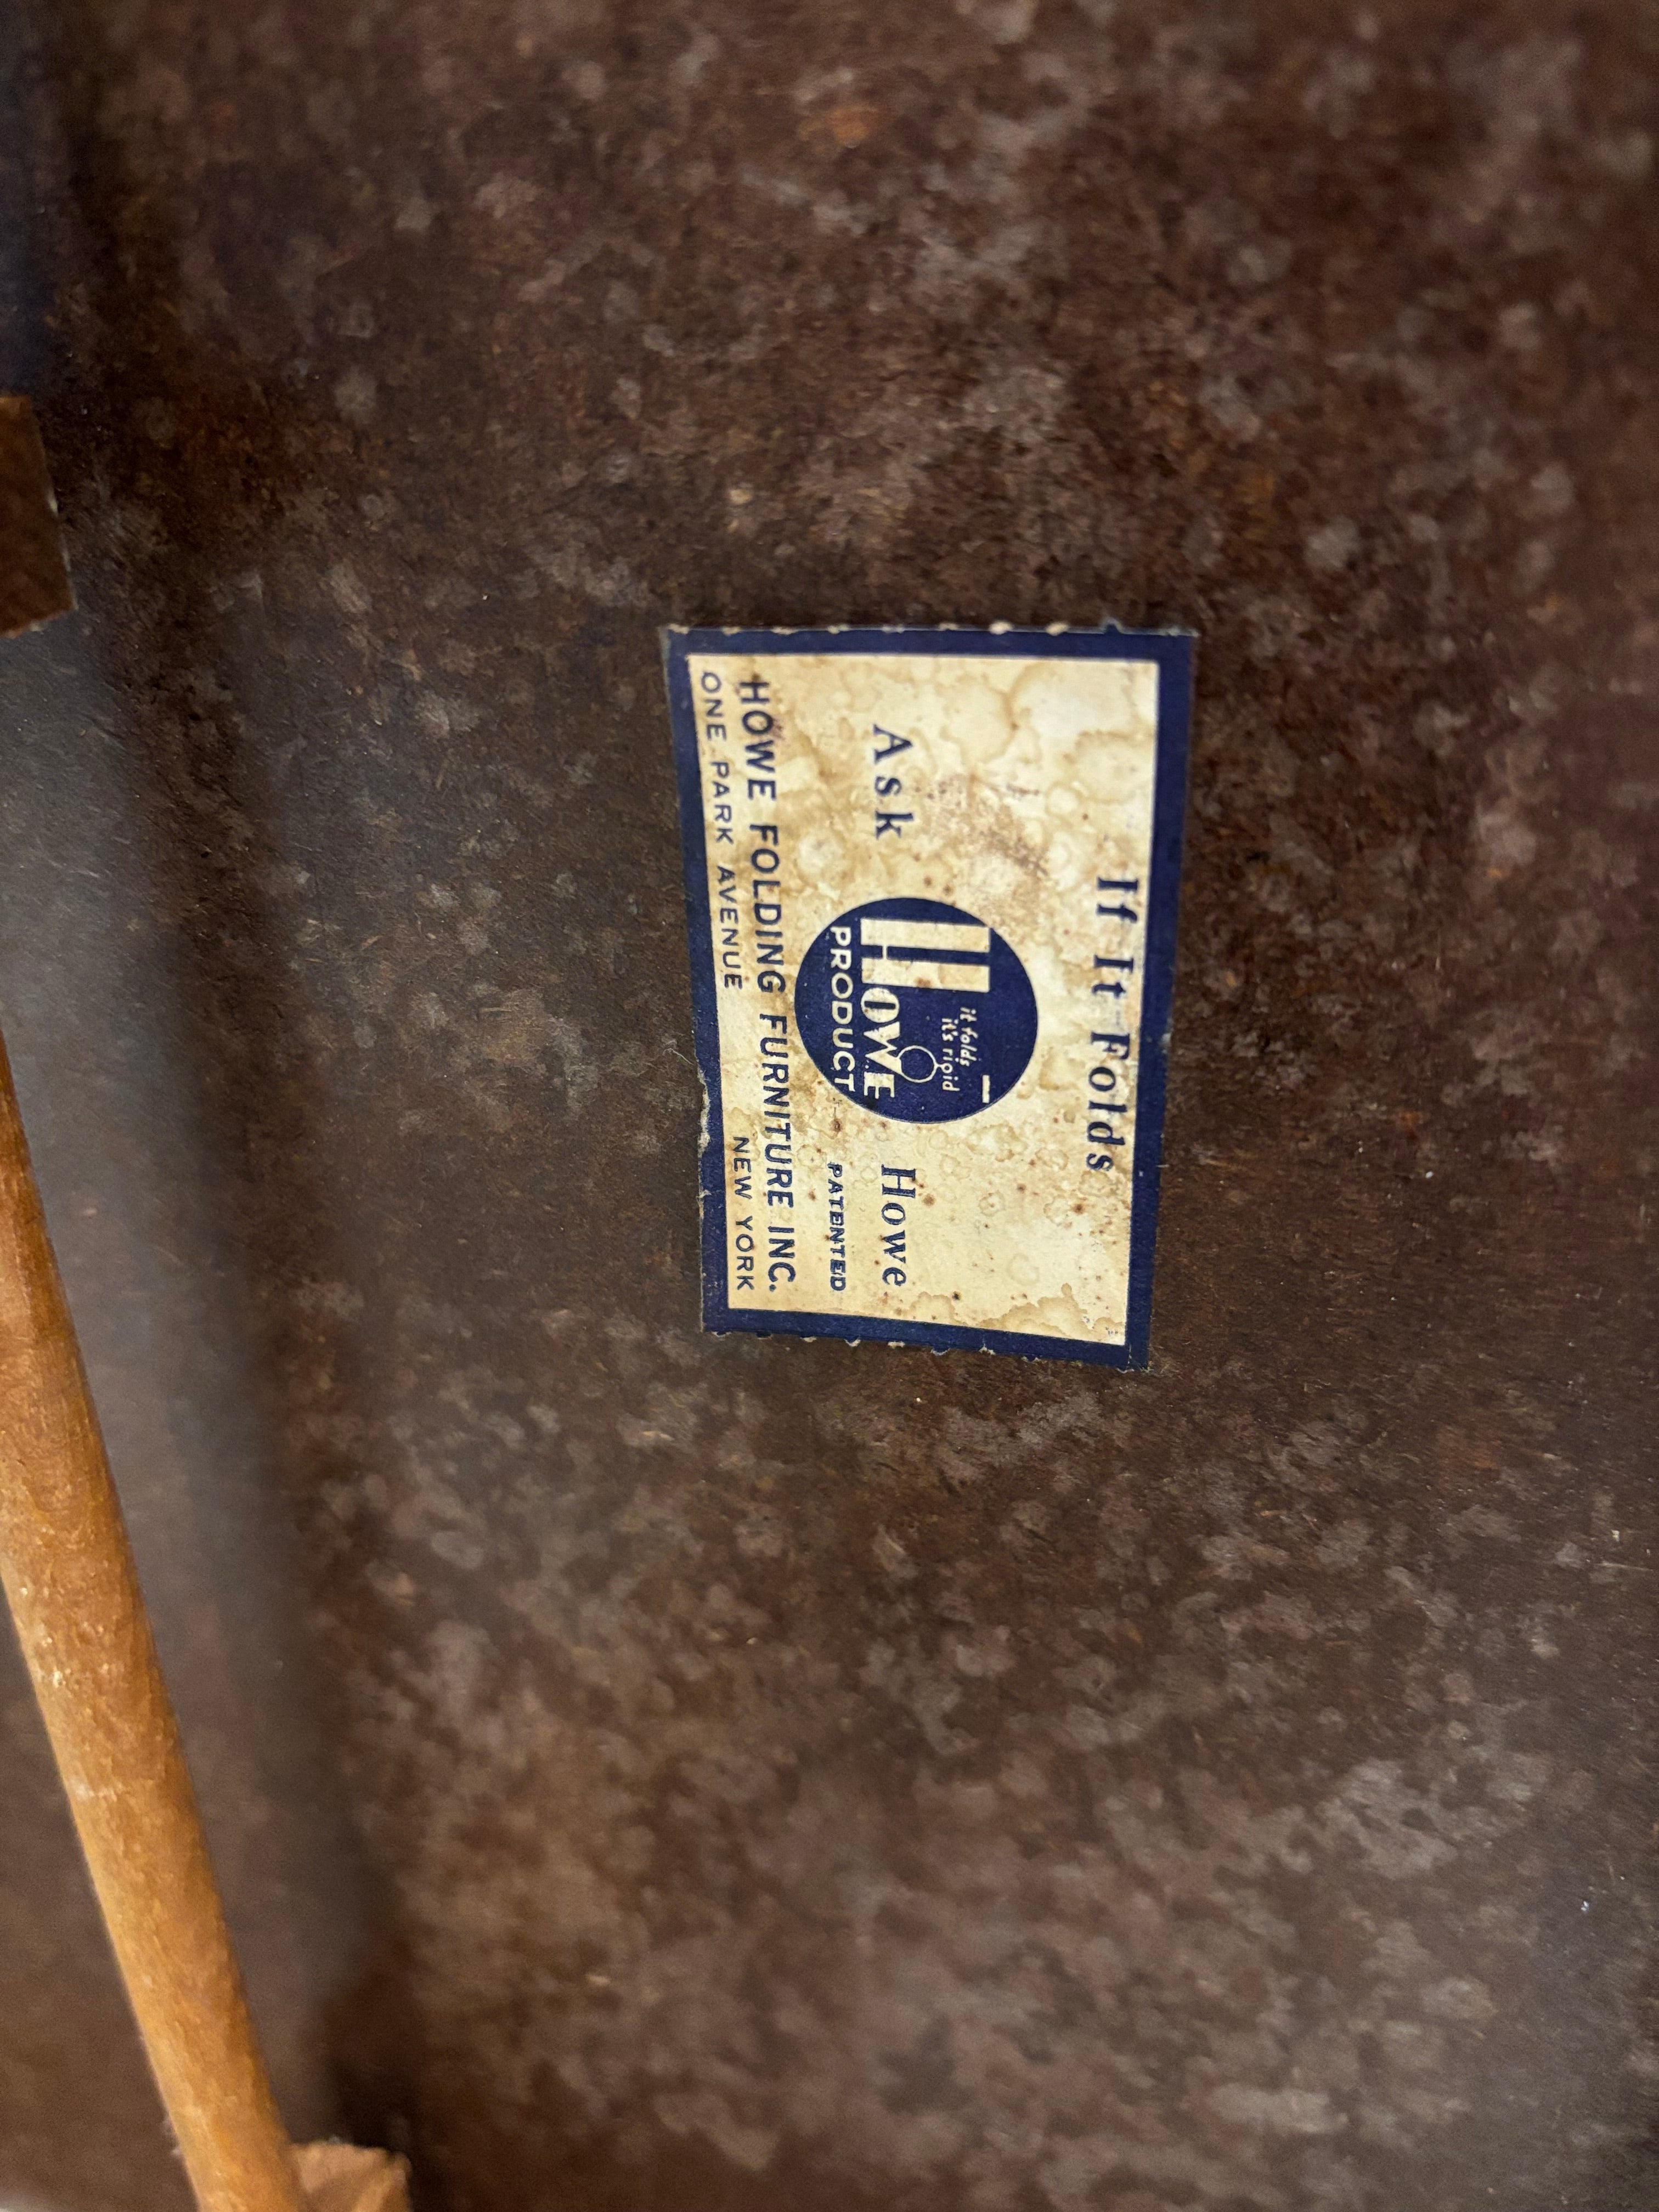 If It Folds
Ask
it folds
it's rigid
HOWE
PRODUCT
Howe
PATENTED
HOWE FOLDING FURNITURE INC.
ONE PARK AVENUE NEW YORK